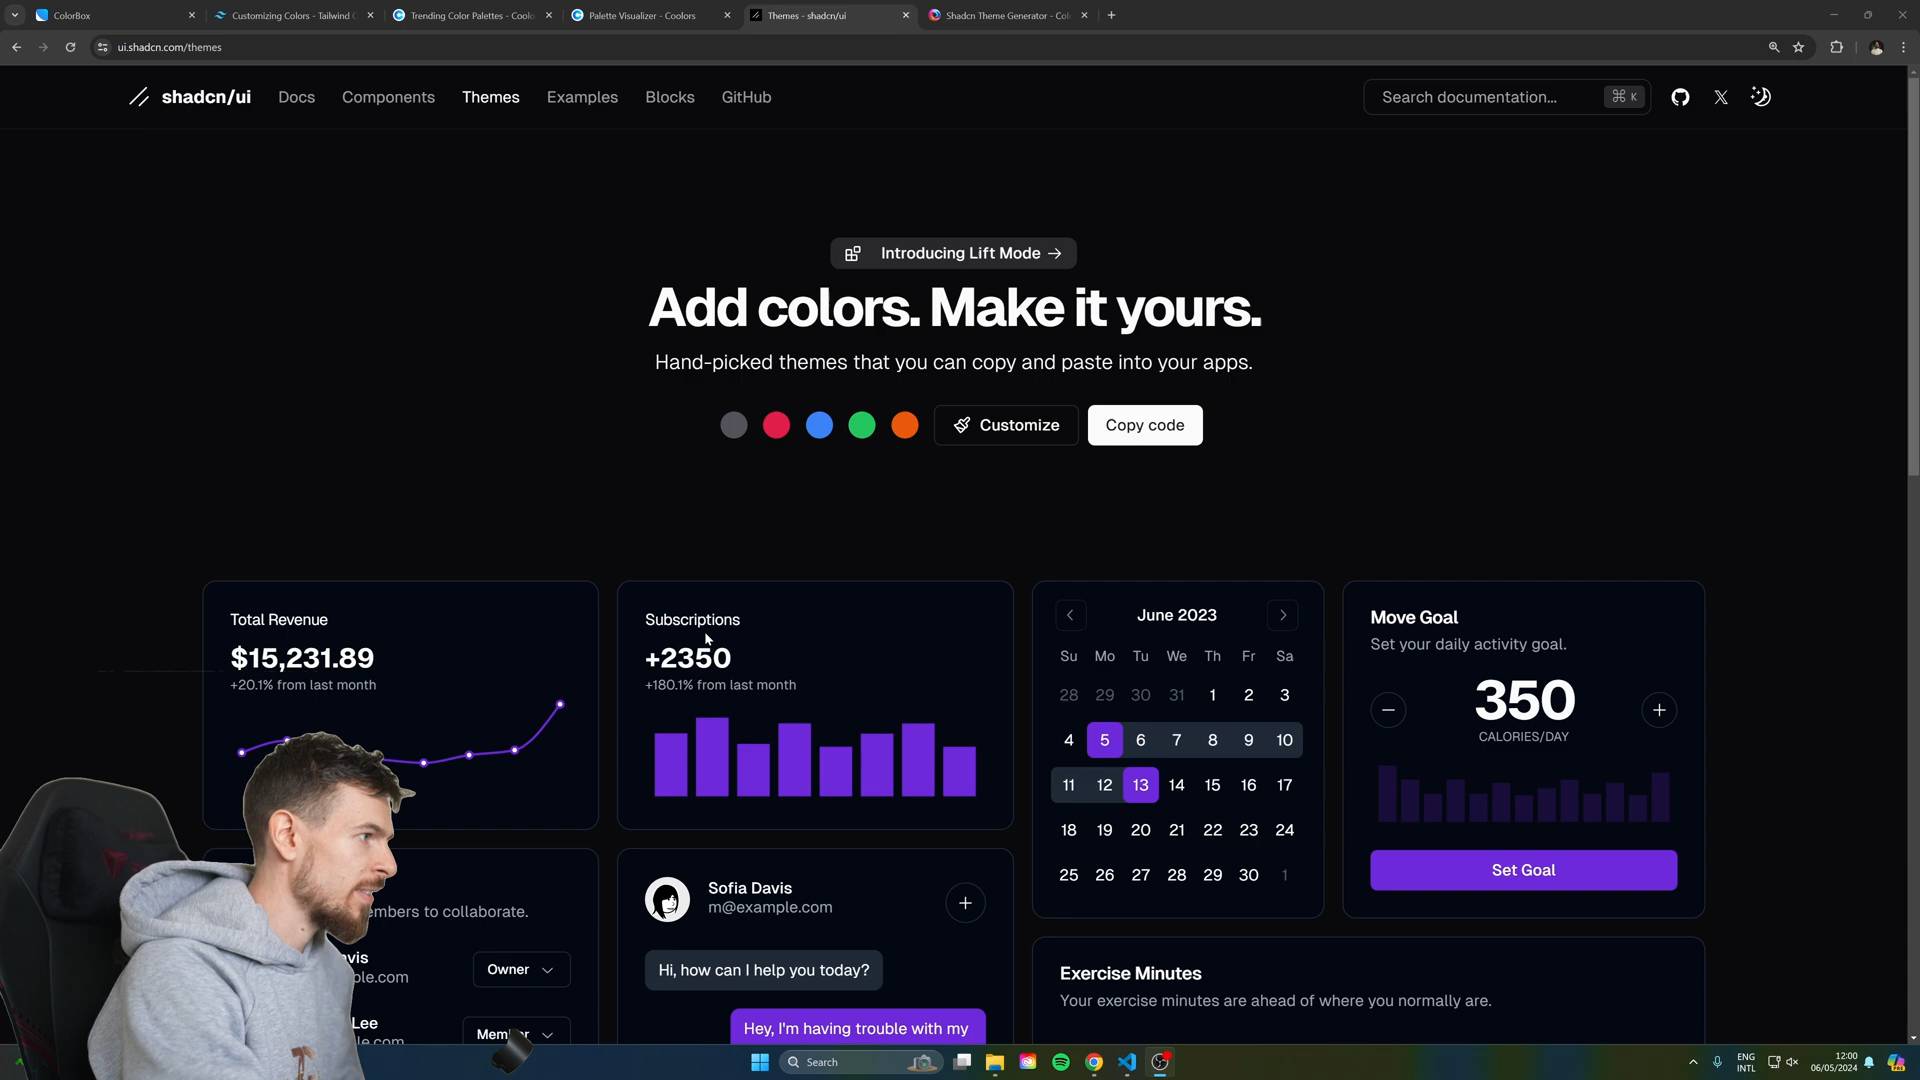 ColorBox
Customizing Colors - Tailwind C
Trending Color Palettes - Coolo
Palette Visualizer - Coolors
Themes - shadcn/ui
Shadcn Theme Generator - Col
ui.shadcn.com/themes
shadcn/ui
Docs
Components
Themes
Examples
Blocks
GitHub
Search documentation...
⌘ K
Introducing Lift Mode →
Add colors. Make it yours.
Hand-picked themes that you can copy and paste into your apps.
Customize
Copy code
Total Revenue
$15,231.89
+20.1% from last month
Subscriptions
+2350
+180.1% from last month
June 2023
Su Mo Tu We Th Fr Sa
28 29 30 31 1 2 3
4 5 6 7 8 9 10
11 12 13 14 15 16 17
18 19 20 21 22 23 24
25 26 27 28 29 30 1
Move Goal
Set your daily activity goal.
350
CALORIES/DAY
Set Goal
embers to collaborate.
vis
ple.com
Owner
Lee
Member
Sofia Davis
m@example.com
Hi, how can I help you today?
Hey, I'm having trouble with my
Exercise Minutes
Your exercise minutes are ahead of where you normally are.
Search
ENG
INTL
12:00
06/05/2024